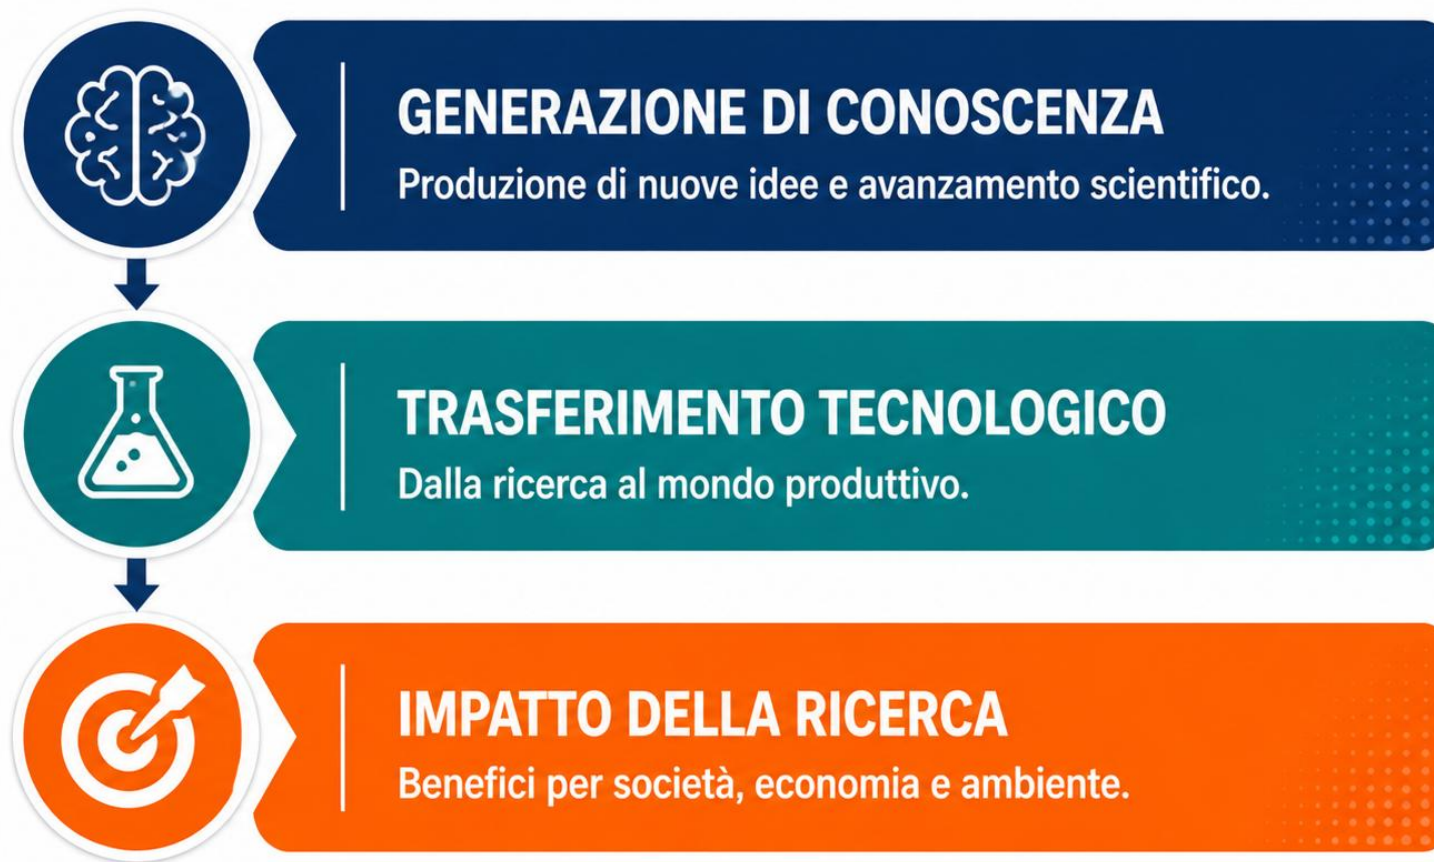 GENERAZIONE DI CONOSCENZA
Produzione di nuove idee e avanzamento scientifico.
TRASFERIMENTO TECNOLOGICO
Dalla ricerca al mondo produttivo.
IMPATTO DELLA RICERCA
Benefici per società, economia e ambiente.